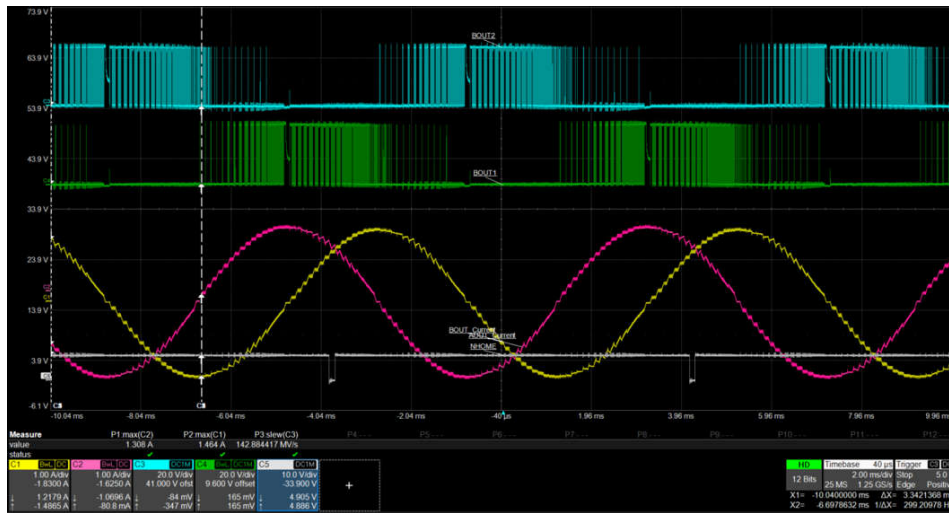 73.9 V
BOUT2
63.9 V
53.9 V
43.9 V
BOUT1
33.9 V
23.9 V
13.9 V
BOUT_Current
AOUT_Current
NHOME
3.9 V
-6.1 V
-10.04 ms -8.04 ms -6.04 ms -4.04 ms -2.04 ms -40 µs 1.96 ms 3.96 ms 5.96 ms 7.96 ms 9.96 ms
Measure P1:max(C2) P2:max(C1) P3:slew(C3) P4:--- P5:--- P6:--- P7:--- P8:--- P9:--- P10:--- P11:--- P12:---
value 1.308 A 1.464 A 142.884417 MV/s
status
C1 BwL DC C2 BwL DC C3 DC1M C4 BwL DC1M C5 DC1M HD Timebase 40 µs Trigger C3 DC
1.00 A/div 1.00 A/div 20.0 V/div 20.0 V/div 10.0 V/div 12 Bits 2.00 ms/div Stop 5.0
-1.8300 A -1.6250 A 41.000 V ofst 9.600 V offset -33.900 V 25 MS 1.25 GS/s Edge Positiv
1.2179 A -1.0696 A -84 mV 165 mV 4.905 V X1= -10.0400000 ms ΔX= 3.3421368 m
-1.4865 A -80.8 mA -347 mV 165 mV 4.886 V X2= -6.6978632 ms 1/ΔX= 299.20978 H